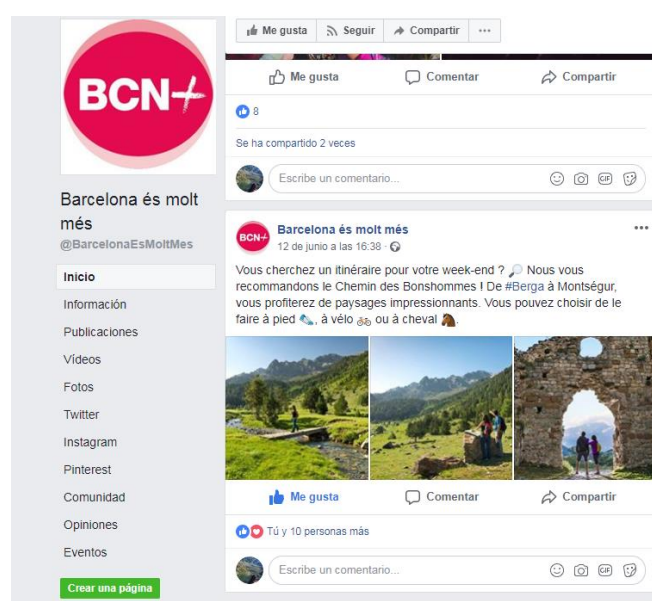 Me gusta Seguir Compartir ...
BCN+
Me gusta Comentar Compartir
8
Se ha compartido 2 veces
Escribe un comentario... GIF
Barcelona és molt
més
@BarcelonaEsMoltMes
Inicio
Información
Publicaciones
Vídeos
Fotos
Twitter
Instagram
Pinterest
Comunidad
Opiniones
Eventos
Crear una página
BCN+
Barcelona és molt més ...
12 de junio a las 16:38 ·
Vous cherchez un itinéraire pour votre week-end ? 🔎 Nous vous
recommandons le Chemin des Bonshommes ! De #Berga à Montségur,
vous profiterez de paysages impressionnants. Vous pouvez choisir de le
faire à pied 👟, à vélo 🚲 ou à cheval 🐴.
Me gusta Comentar Compartir
Tú y 10 personas más
Escribe un comentario... GIF